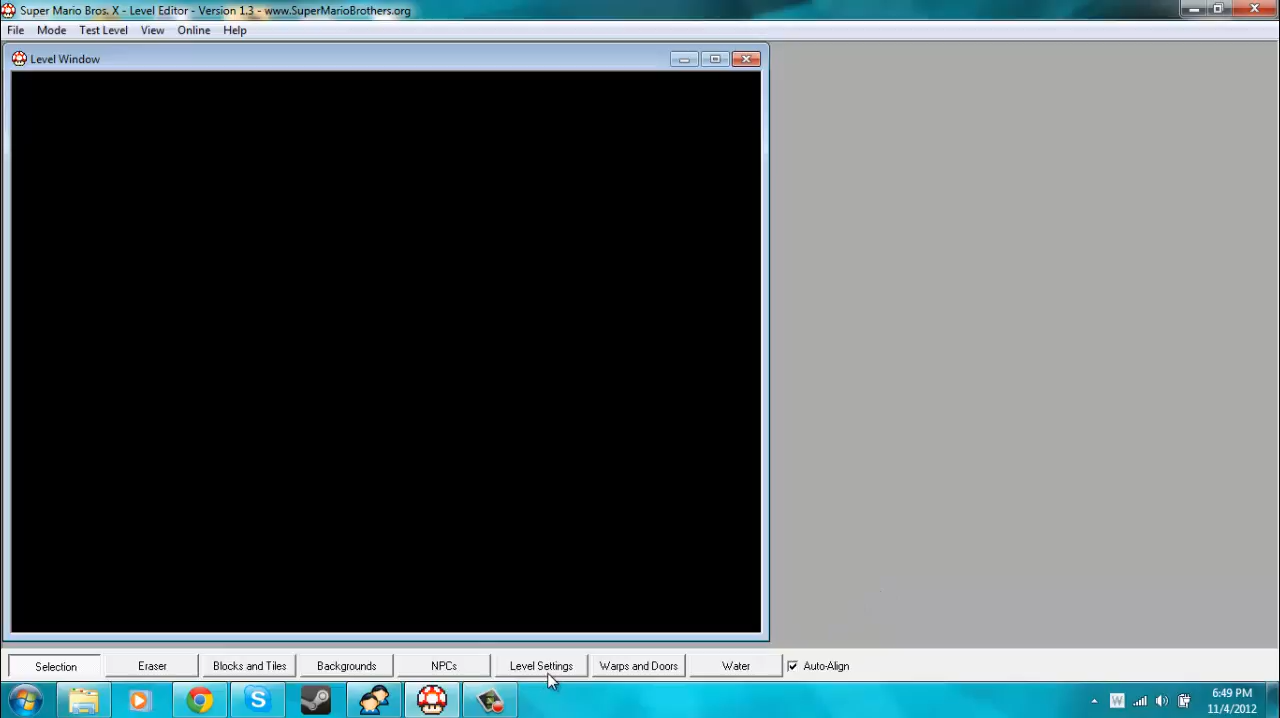 Super Mario Bros. X - Level Editor - Version 1.3 - www.SuperMarioBrothers.org
File Mode Test Level View Online Help
Level Window
Selection Eraser Blocks and Tiles Backgrounds NPCs Level Settings Warps and Doors Water Auto-Align
S W 6:49 PM
11/4/2012